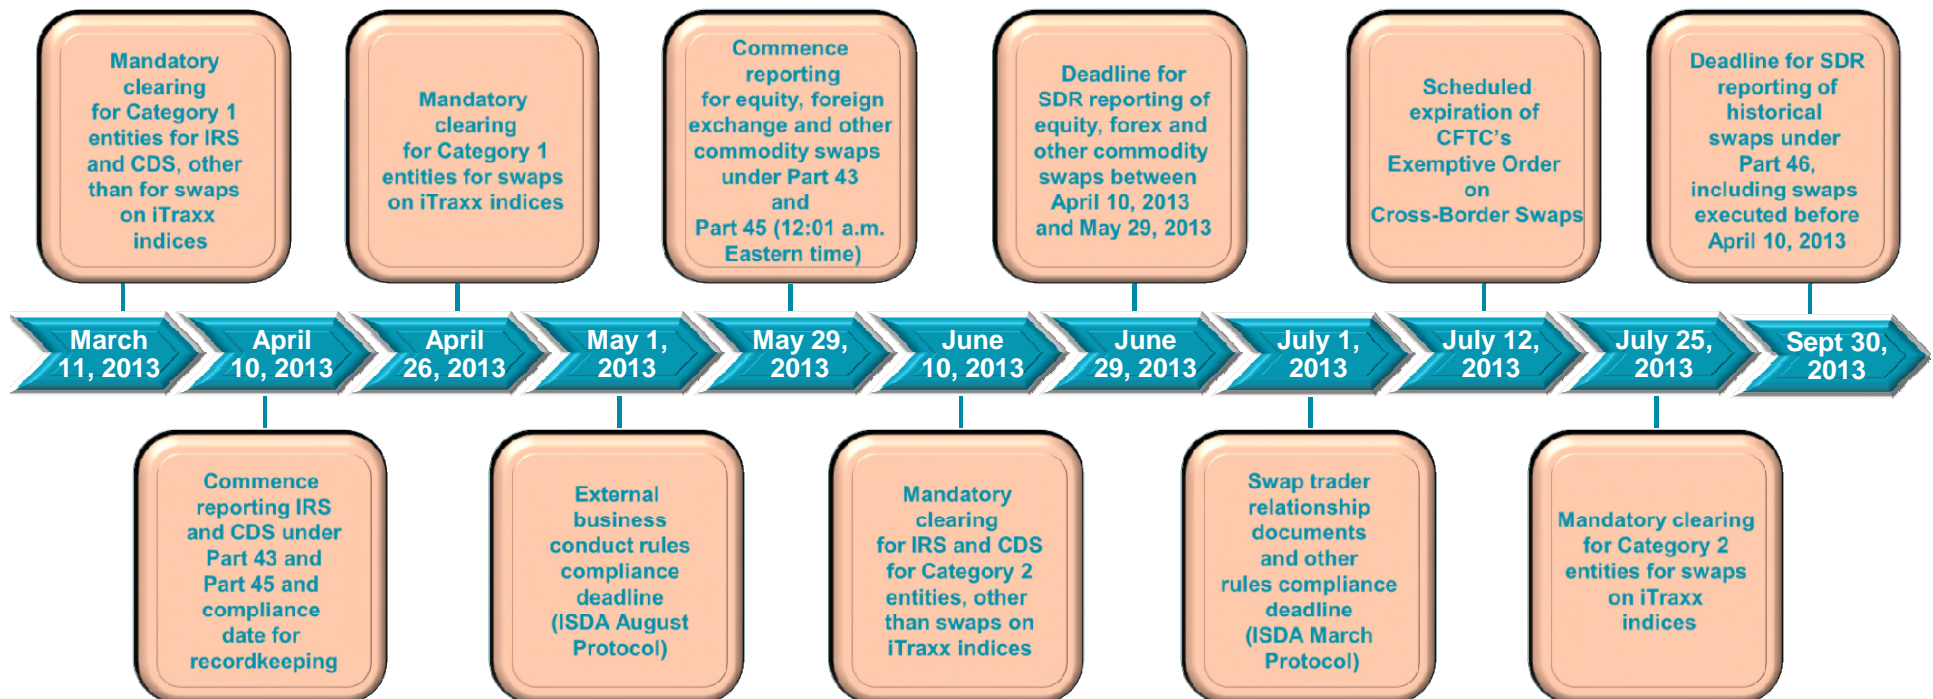 Mandatory
clearing
for Category 1
entities for IRS
and CDS, other
than for swaps
on iTraxx
indices
Mandatory
clearing
for Category 1
entities for swaps
on iTraxx indices
Commence
reporting
for equity, foreign
exchange and other
commodity swaps
under Part 43
and
Part 45 (12:01 a.m.
Eastern time)
Deadline for
SDR reporting of
equity, forex and
other commodity
swaps between
April 10, 2013
and May 29, 2013
Scheduled
expiration of
CFTC's
Exemptive Order
on
Cross-Border Swaps
Deadline for SDR
reporting of
historical
swaps under
Part 46,
including swaps
executed before
April 10, 2013
March
11, 2013
April
10, 2013
April
26, 2013
May 1,
2013
May 29,
2013
June
10, 2013
June
29, 2013
July 1,
2013
July 12,
2013
July 25,
2013
Sept 30,
2013
Commence
reporting IRS
and CDS under
Part 43 and
Part 45 and
compliance
date for
recordkeeping
External
business
conduct rules
compliance
deadline
(ISDA August
Protocol)
Mandatory
clearing
for IRS and CDS
for Category 2
entities, other
than swaps on
iTraxx indices
Swap trader
relationship
documents
and other
rules compliance
deadline
(ISDA March
Protocol)
Mandatory clearing
for Category 2
entities for swaps
on iTraxx
indices